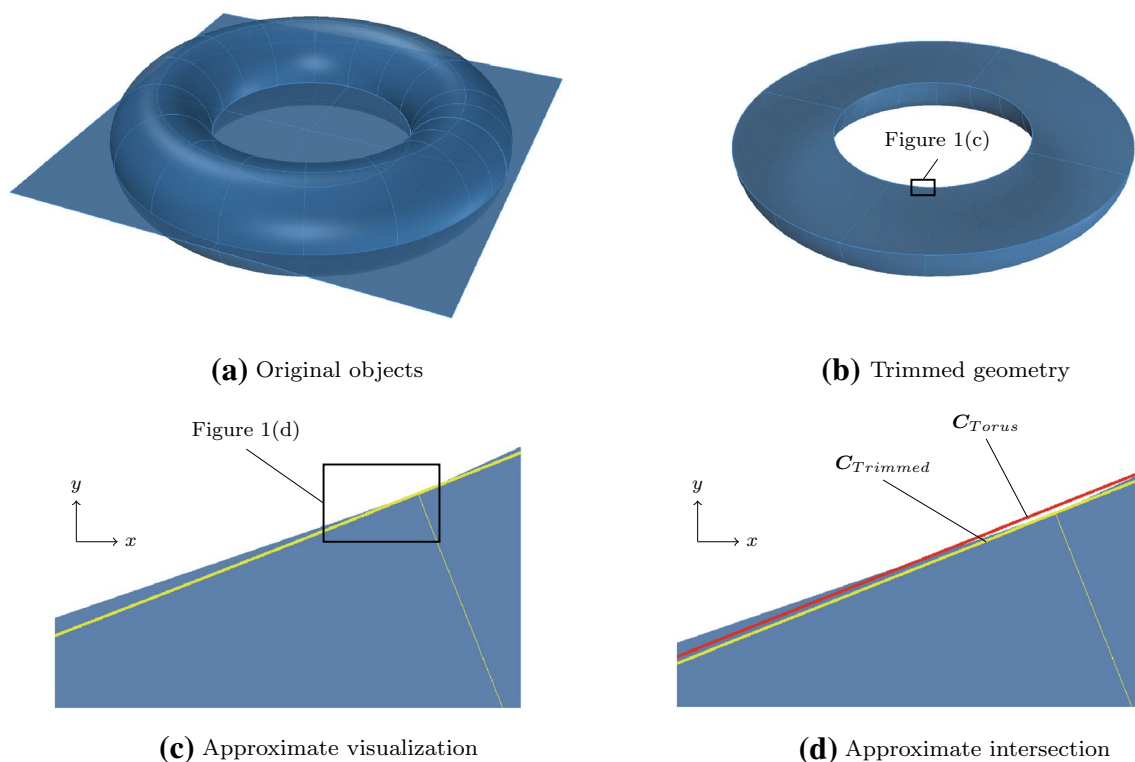 Figure 1(c)
(a) Original objects
(b) Trimmed geometry
Figure 1(d)
y
x
C_Torus
C_Trimmed
y
x
(c) Approximate visualization
(d) Approximate intersection